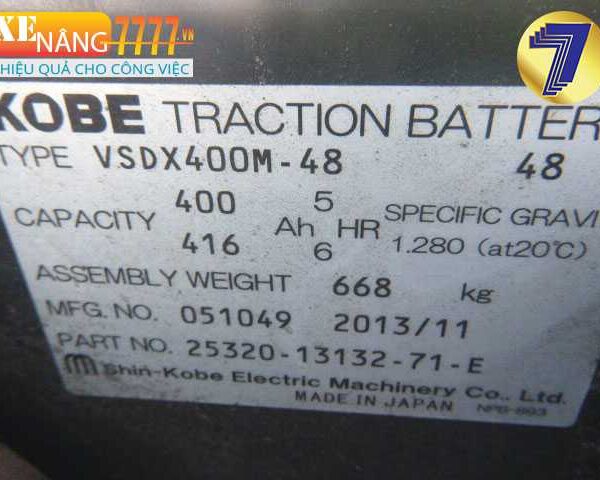 XE
NÂNG7777.VN
HIỆU QUẢ CHO CÔNG VIỆC
7
KOBE TRACTION BATTER
TYPE VSDX400M-48 48
CAPACITY 400 416 Ah 5 6 HR SPECIFIC GRAVI
1.280 (at20℃)
ASSEMBLY WEIGHT 668 kg
MFG. NO. 051049 2013/11
PART NO. 25320-13132-71-E
Shin-Kobe Electric Machinery Co., Ltd.
MADE IN JAPAN